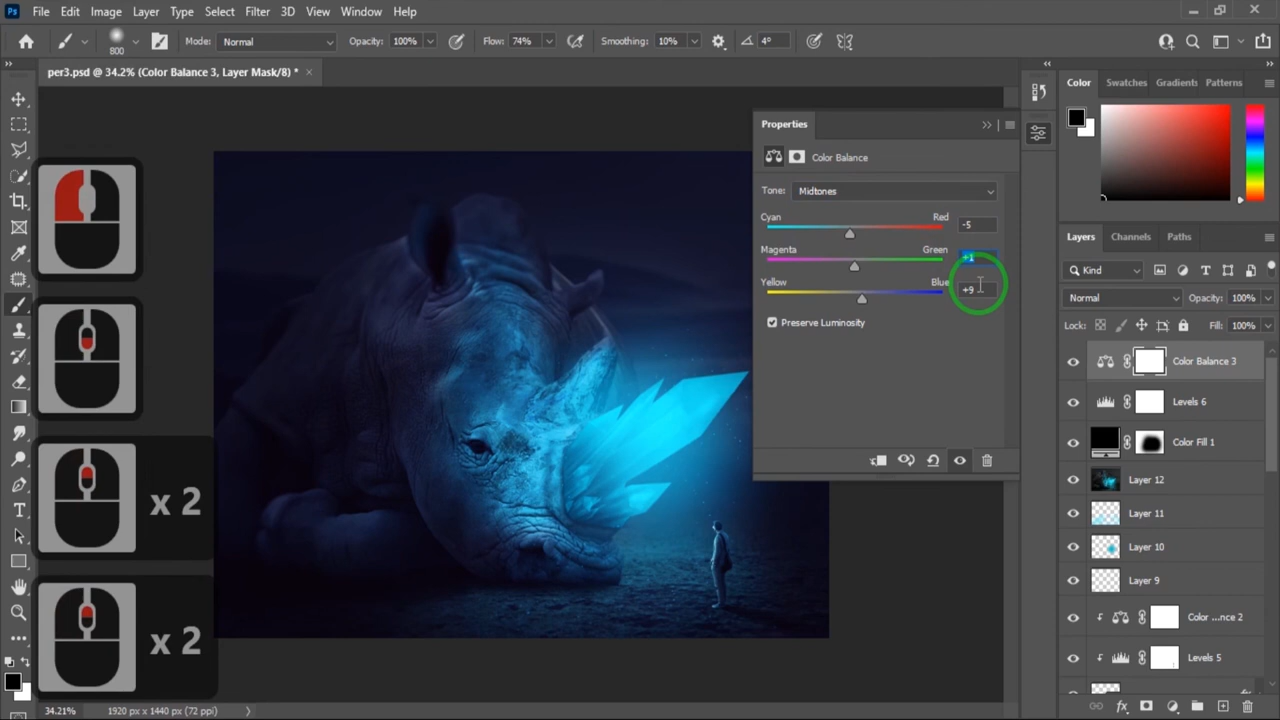 Ps File Edit Image Layer Type Select Filter 3D View Window Help
800 Mode: Normal Opacity: 100% Flow: 74% Smoothing: 10% 4°
per3.psd @ 34.2% (Color Balance 3, Layer Mask/8) *
Properties
Color Balance
Tone: Midtones
Cyan Red -5
Magenta Green +1
Yellow Blue +9
Preserve Luminosity
x 2
x 2
Color Swatches Gradients Patterns
Layers Channels Paths
Kind
Normal Opacity: 100%
Lock: Fill: 100%
Color Balance 3
Levels 6
Color Fill 1
Layer 12
Layer 11
Layer 10
Layer 9
Color ...nce 2
Levels 5
fx
34.21% 1920 px x 1440 px (72 ppi)